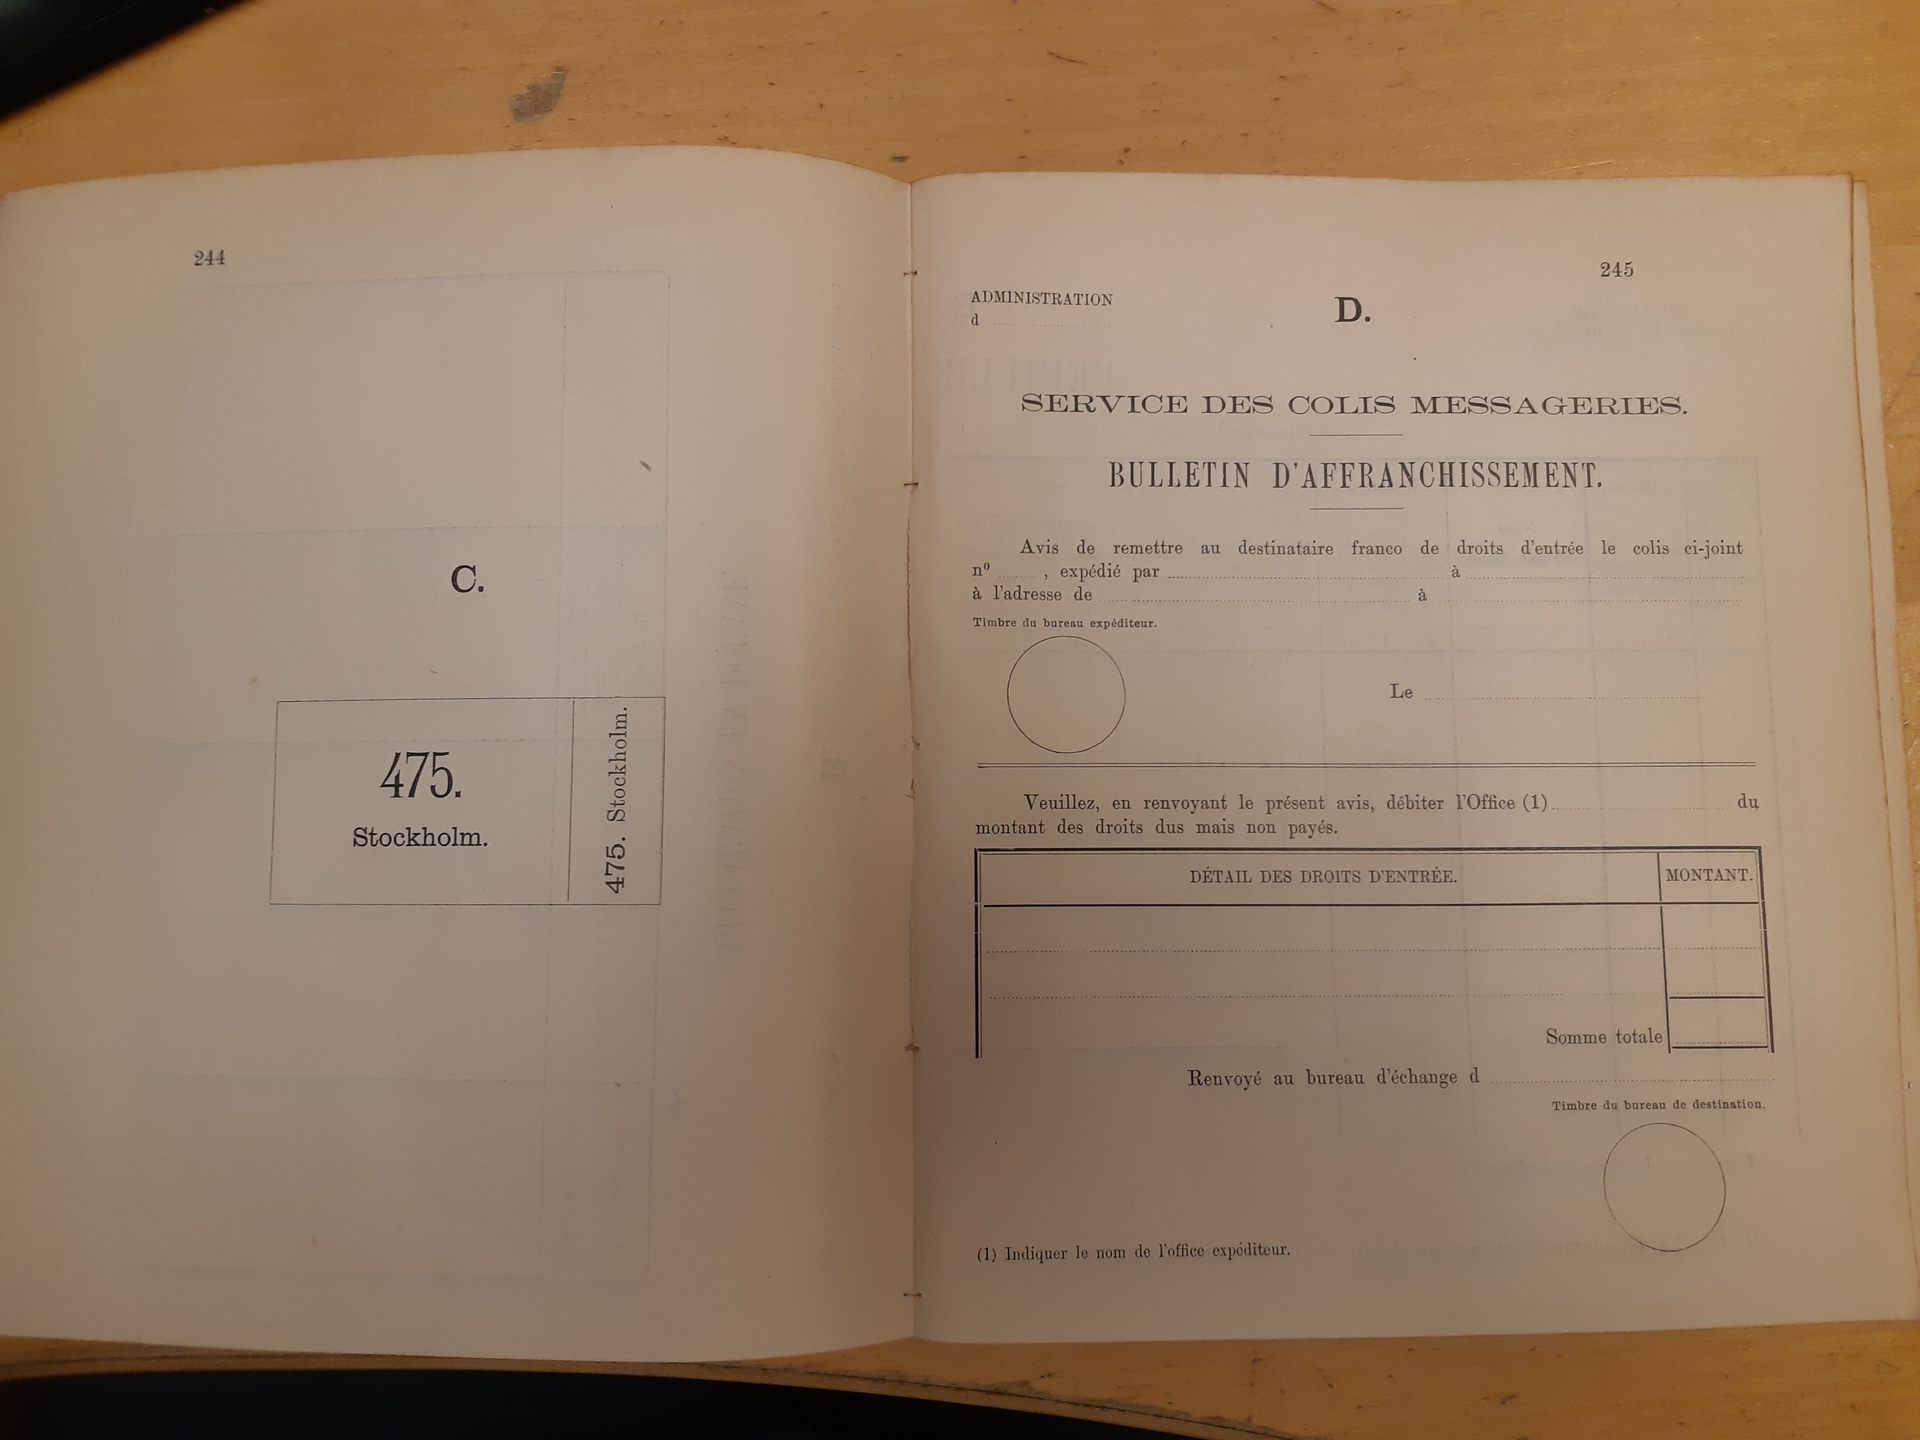 244
C.
475.
Stockholm.
475. Stockholm.
245
ADMINISTRATION
d
D.
SERVICE DES COLIS MESSAGERIES.
BULLETIN D'AFFRANCHISSEMENT.
Avis de remettre au destinataire franco de droits d'entrée le colis ci-joint
nº , expédié par à
à l'adresse de à
Timbre du bureau expéditeur.
Le
Veuillez, en renvoyant le présent avis, débiter l'Office (1) du
montant des droits dus mais non payés.
DÉTAIL DES DROITS D'ENTRÉE. MONTANT.
Somme totale
Renvoyé au bureau d'échange d
Timbre du bureau de destination.
(1) Indiquer le nom de l'office expéditeur.